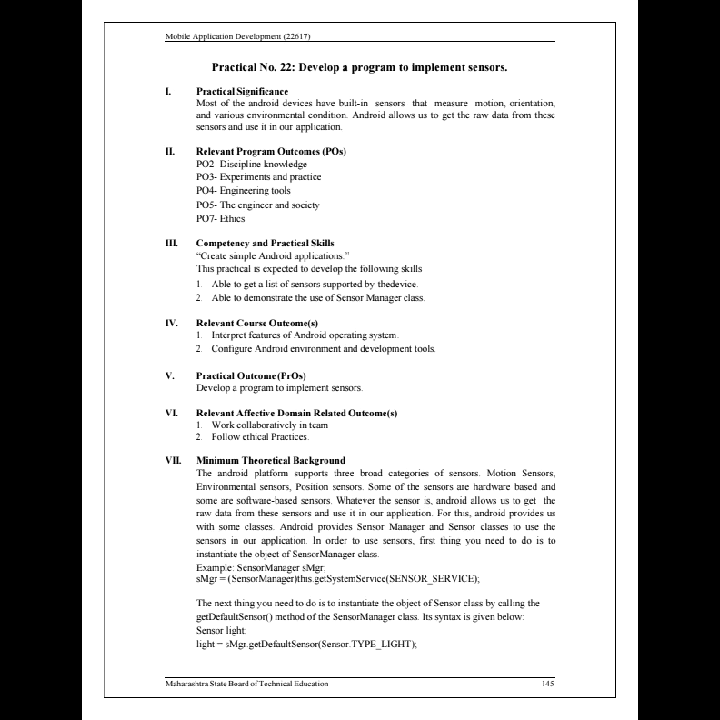 Mobile Application Development (22617)
Practical No. 22: Develop a program to implement sensors.
I. Practical Significance
Most of the android devices have built-in sensors that measure motion, orientation,
and various environmental condition. Android allows us to get the raw data from these
sensors and use it in our application.
II. Relevant Program Outcomes (POs)
PO2- Discipline knowledge
PO3- Experiments and practice
PO4- Engineering tools
PO5- The engineer and society
PO7- Ethics
III. Competency and Practical Skills
“Create simple Android applications.”
This practical is expected to develop the following skills
1. Able to get a list of sensors supported by thedevice.
2. Able to demonstrate the use of Sensor Manager class.
IV. Relevant Course Outcome(s)
1. Interpret features of Android operating system.
2. Configure Android environment and development tools.
V. Practical Outcome(PrOs)
Develop a program to implement sensors.
VI. Relevant Affective Domain Related Outcome(s)
1. Work collaboratively in team
2. Follow ethical Practices.
VII. Minimum Theoretical Background
The android platform supports three broad categories of sensors. Motion Sensors,
Environmental sensors, Position sensors. Some of the sensors are hardware based and
some are software-based sensors. Whatever the sensor is, android allows us to get the
raw data from these sensors and use it in our application. For this, android provides us
with some classes. Android provides Sensor Manager and Sensor classes to use the
sensors in our application. In order to use sensors, first thing you need to do is to
instantiate the object of SensorManager class.
Example: SensorManager sMgr;
sMgr = (SensorManager)this.getSystemService(SENSOR_SERVICE);
The next thing you need to do is to instantiate the object of Sensor class by calling the
getDefaultSensor() method of the SensorManager class. Its syntax is given below:
Sensor light;
light = sMgr.getDefaultSensor(Sensor.TYPE_LIGHT);
Maharashtra State Board of Technical Education 145